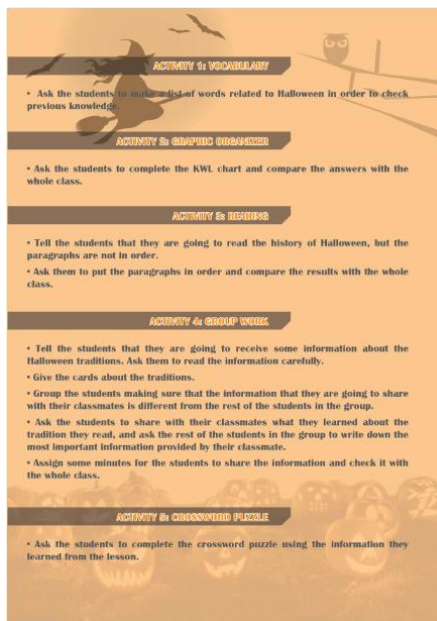 ACTIVITY 1: VOCABULARY
• Ask the students to make a list of words related to Halloween in order to check
previous knowledge.
ACTIVITY 2: GRAPHIC ORGANIZER
• Ask the students to complete the KWL chart and compare the answers with the
whole class.
ACTIVITY 3: READING
• Tell the students that they are going to read the history of Halloween, but the
paragraphs are not in order.
• Ask them to put the paragraphs in order and compare the results with the whole
class.
ACTIVITY 4: GROUP WORK
• Tell the students that they are going to receive some information about the
Halloween traditions. Ask them to read the information carefully.
• Give the cards about the traditions.
• Group the students making sure that the information that they are going to share
with their classmates is different from the rest of the students in the group.
• Ask the students to share with their classmates what they learned about the
tradition they read, and ask the rest of the students in the group to write down the
most important information provided by their classmate.
• Assign some minutes for the students to share the information and check it with
the whole class.
ACTIVITY 5: CROSSWORD PUZZLE
• Ask the students to complete the crossword puzzle using the information they
learned from the lesson.